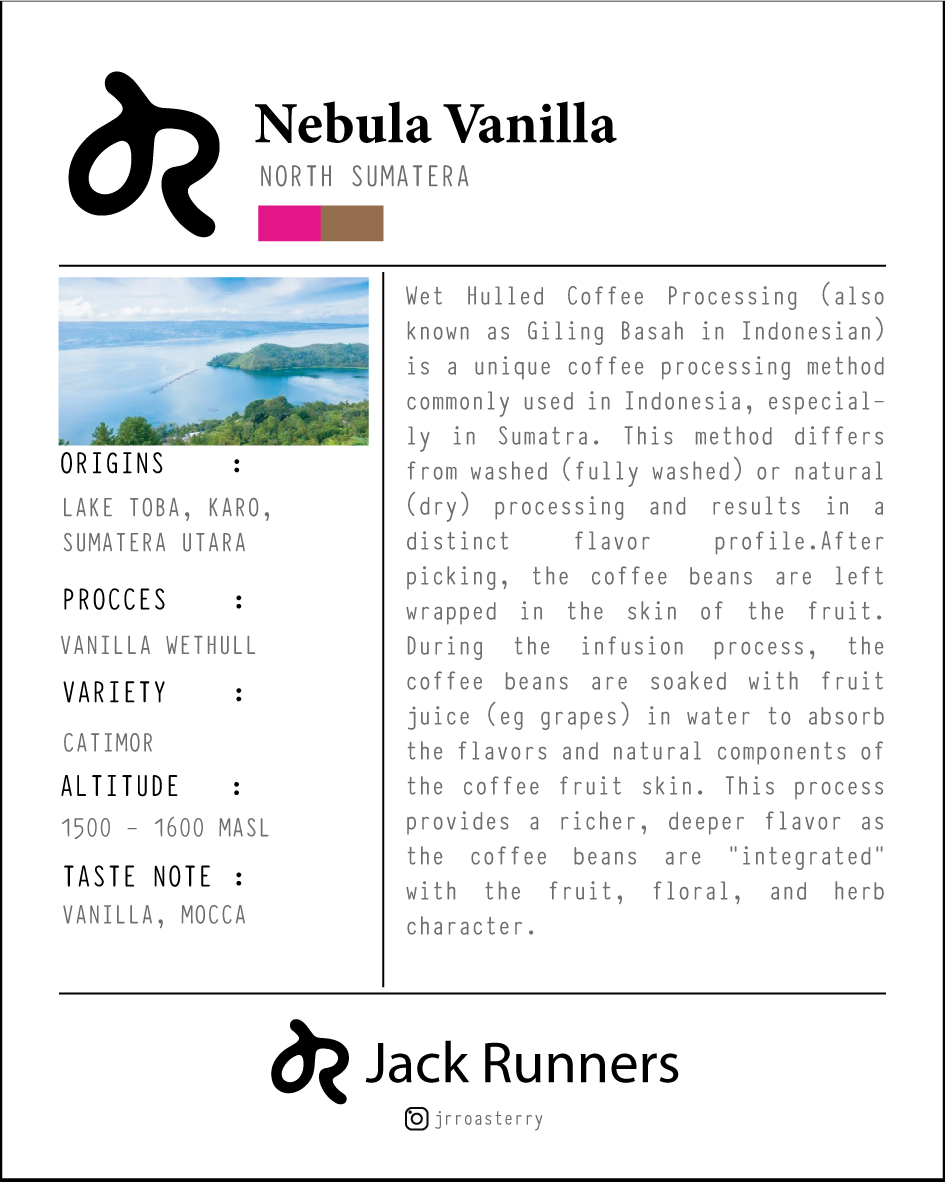 Nebula Vanilla
NORTH SUMATERA
ORIGINS :
LAKE TOBA, KARO,
SUMATERA UTARA
PROCCES :
VANILLA WETHULL
VARIETY :
CATIMOR
ALTITUDE :
1500 - 1600 MASL
TASTE NOTE :
VANILLA, MOCCA
Wet Hulled Coffee Processing (also
known as Giling Basah in Indonesian)
is a unique coffee processing method
commonly used in Indonesia, especial-
ly in Sumatra. This method differs
from washed (fully washed) or natural
(dry) processing and results in a
distinct flavor profile.After
picking, the coffee beans are left
wrapped in the skin of the fruit.
During the infusion process, the
coffee beans are soaked with fruit
juice (eg grapes) in water to absorb
the flavors and natural components of
the coffee fruit skin. This process
provides a richer, deeper flavor as
the coffee beans are "integrated"
with the fruit, floral, and herb
character.
Jack Runners
jrroasterry